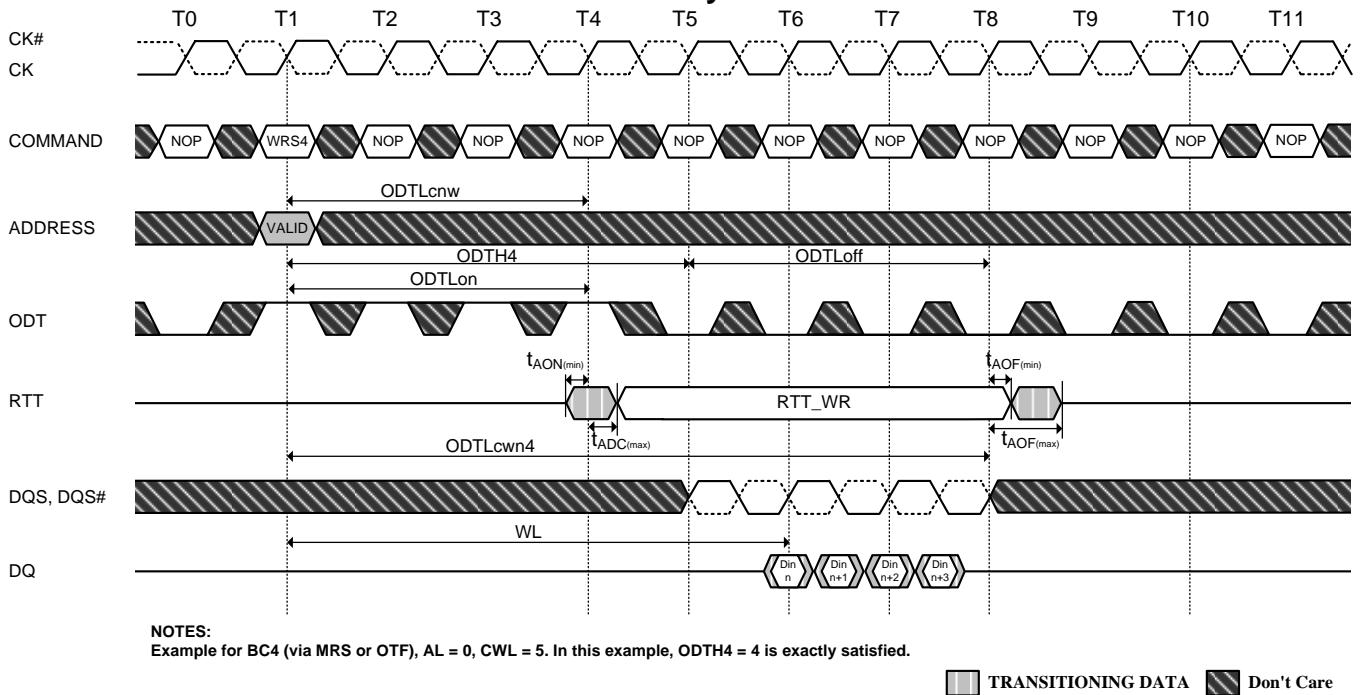 T0 T1 T2 T3 T4 T5 T6 T7 T8 T9 T10 T11
CK#
CK
COMMAND NOP WRS4 NOP NOP NOP NOP NOP NOP NOP NOP NOP NOP
ODTLcnw
ADDRESS VALID
ODTH4 ODTLoff
ODTLon
ODT
tAON(min) tAOF(min)
RTT RTT_WR
tADC(max) tAOF(max)
ODTLcwn4
DQS, DQS#
WL
DQ Din n Din n+1 Din n+2 Din n+3
NOTES:
Example for BC4 (via MRS or OTF), AL = 0, CWL = 5. In this example, ODTH4 = 4 is exactly satisfied.
TRANSITIONING DATA Don't Care